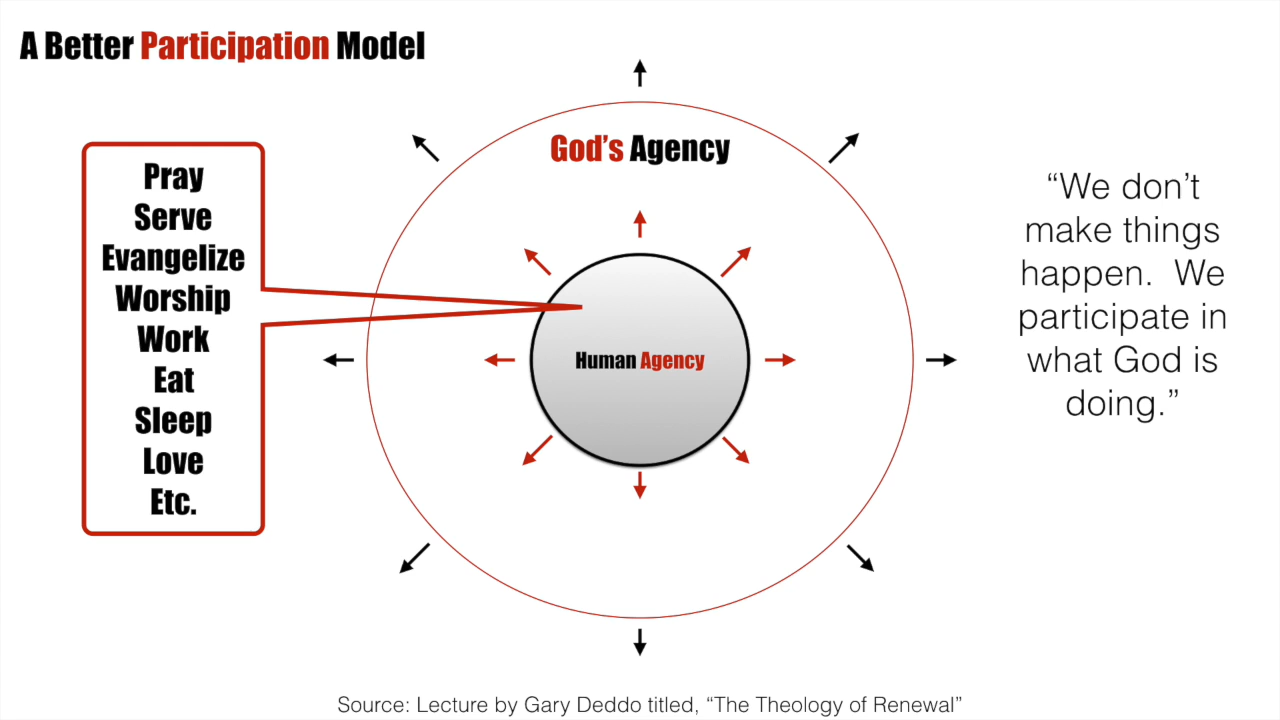 A Better Participation Model
God’s Agency
Pray
Serve
Evangelize
Worship
Work
Eat
Sleep
Love
Etc.
Human Agency
“We don’t
make things
happen.  We
participate in
what God is
doing.”
Source: Lecture by Gary Deddo titled, “The Theology of Renewal”